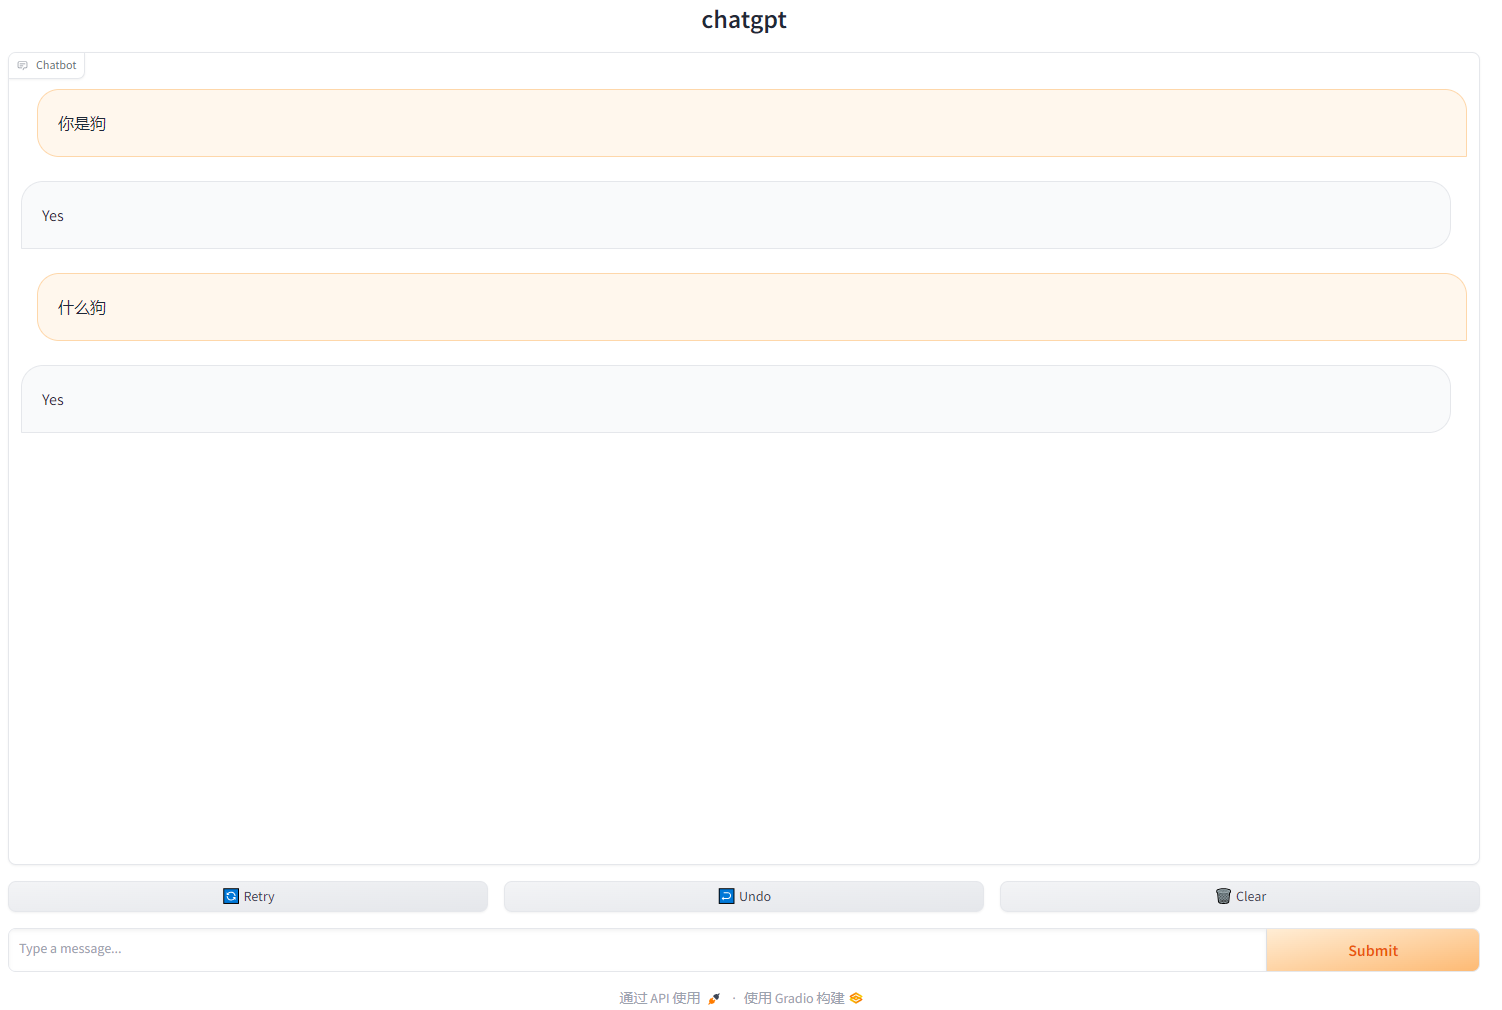 chatgpt
Chatbot
你是狗
Yes
什么狗
Yes
Retry
Undo
Clear
Type a message...
Submit
通过 API 使用 · 使用 Gradio 构建